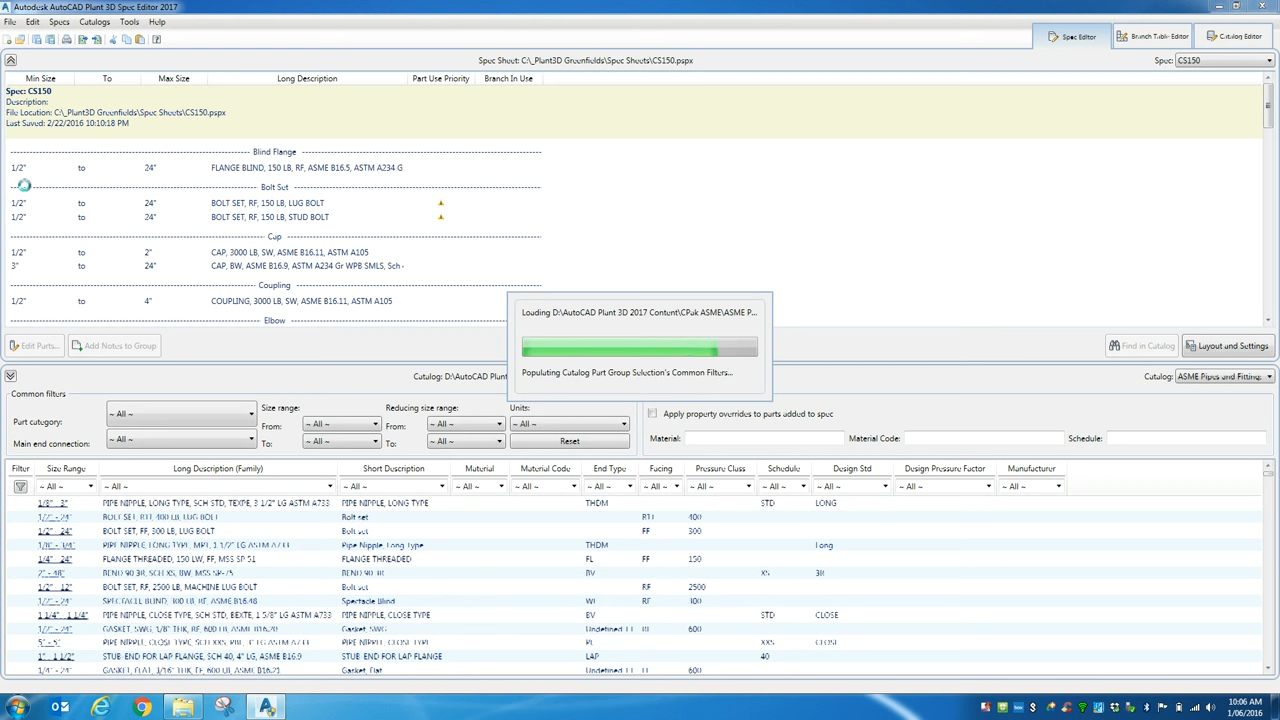 Autodesk AutoCAD Plant 3D Spec Editor 2017
File Edit Specs Catalogs Tools Help
Spec Editor Branch Table Editor Catalog Editor
Spec Sheet: C:\_Plant3D Greenfields\Spec Sheets\CS150.pspx Spec: CS150
Min Size To Max Size Long Description Part Use Priority Branch In Use
Spec: CS150
Description:
File Location: C:\_Plant3D Greenfields\Spec Sheets\CS150.pspx
Last Saved: 2/22/2016 10:10:18 PM
Blind Flange
1/2" to 24" FLANGE BLIND, 150 LB, RF, ASME B16.5, ASTM A234 G
Bolt Set
1/2" to 24" BOLT SET, RF, 150 LB, LUG BOLT
1/2" to 24" BOLT SET, RF, 150 LB, STUD BOLT
Cap
1/2" to 2" CAP, 3000 LB, SW, ASME B16.11, ASTM A105
3" to 24" CAP, BW, ASME B16.9, ASTM A234 Gr WPB SMLS, Sch
Coupling
1/2" to 4" COUPLING, 3000 LB, SW, ASME B16.11, ASTM A105
Elbow
Loading D:\AutoCAD Plant 3D 2017 Content\CPak ASME\ASME P...
Populating Catalog Part Group Selection's Common Filters...
Edit Parts... Add Notes to Group Find in Catalog Layout and Settings
Catalog: D:\AutoCAD Plant Catalog: ASME Pipes and Fitting
Common filters
Part category: ~ All ~ Size range: Reducing size range: Units:
From: ~ All ~ From: ~ All ~ ~ All ~
Main end connection: ~ All ~ To: ~ All ~ To: ~ All ~ Reset
Apply property overrides to parts added to spec
Material: Material Code: Schedule:
Filter Size Range Long Description (Family) Short Description Material Material Code End Type Facing Pressure Class Schedule Design Std Design Pressure Factor Manufacturer
~ All ~ ~ All ~ ~ All ~ ~ All ~ ~ All ~ ~ All ~ ~ All ~ ~ All ~ ~ All ~ ~ All ~ ~ All ~ ~ All ~
1/8" - 3" PIPE NIPPLE, LONG TYPE, SCH STD, TEXPE, 3 1/2" LG ASTM A733 PIPE NIPPLE, LONG TYPE THDM STD LONG
1/2" - 24" BOLT SET, RTJ, 400 LB, LUG BOLT Bolt set RTJ 400
1/2" - 24" BOLT SET, FF, 300 LB, LUG BOLT Bolt set FF 300
1/8" - 3/4" PIPE NIPPLE, LONG TYPE, MPT, 1 1/2" LG ASTM A733 Pipe Nipple, Long Type THDM Long
1/4" - 24" FLANGE THREADED, 150 LW, FF, MSS SP 51 FLANGE THREADED FL FF 150
2" - 48" BEND 90 3R, SCH XS, BW, MSS SP-75 BEND 90 3R BV XS 3R
1/2" - 12" BOLT SET, RF, 2500 LB, MACHINE LUG BOLT Bolt set RF 2500
1/2" - 24" SPECTACLE BLIND, 300 LB, RF, ASME B16.48 Spectacle Blind WF RF 300
1 1/4" - 1 1/4" PIPE NIPPLE, CLOSE TYPE, SCH STD, BEXTE, 1 5/8" LG ASTM A733 PIPE NIPPLE, CLOSE TYPE BV STD CLOSE
1/2" - 24" GASKET, SWG, 1/8" THK, RF, 600 LB, ASME B16.20 Gasket, SWG RF 600
5" - 5" PIPE NIPPLE, CLOSE TYPE, SCH XXS, LG ASTM A733 PIPE NIPPLE, CLOSE TYPE PL XXS CLOSE
1" - 1 1/2" STUB END FOR LAP FLANGE, SCH 40, 4" LG, ASME B16.9 STUB END FOR LAP FLANGE LAP 40
1/4" - 24" GASKET, FLAT, 1/16" THK, FF, 600 LB, ASME B16.21 Gasket, Flat FF 600
10:06 AM
1/06/2016